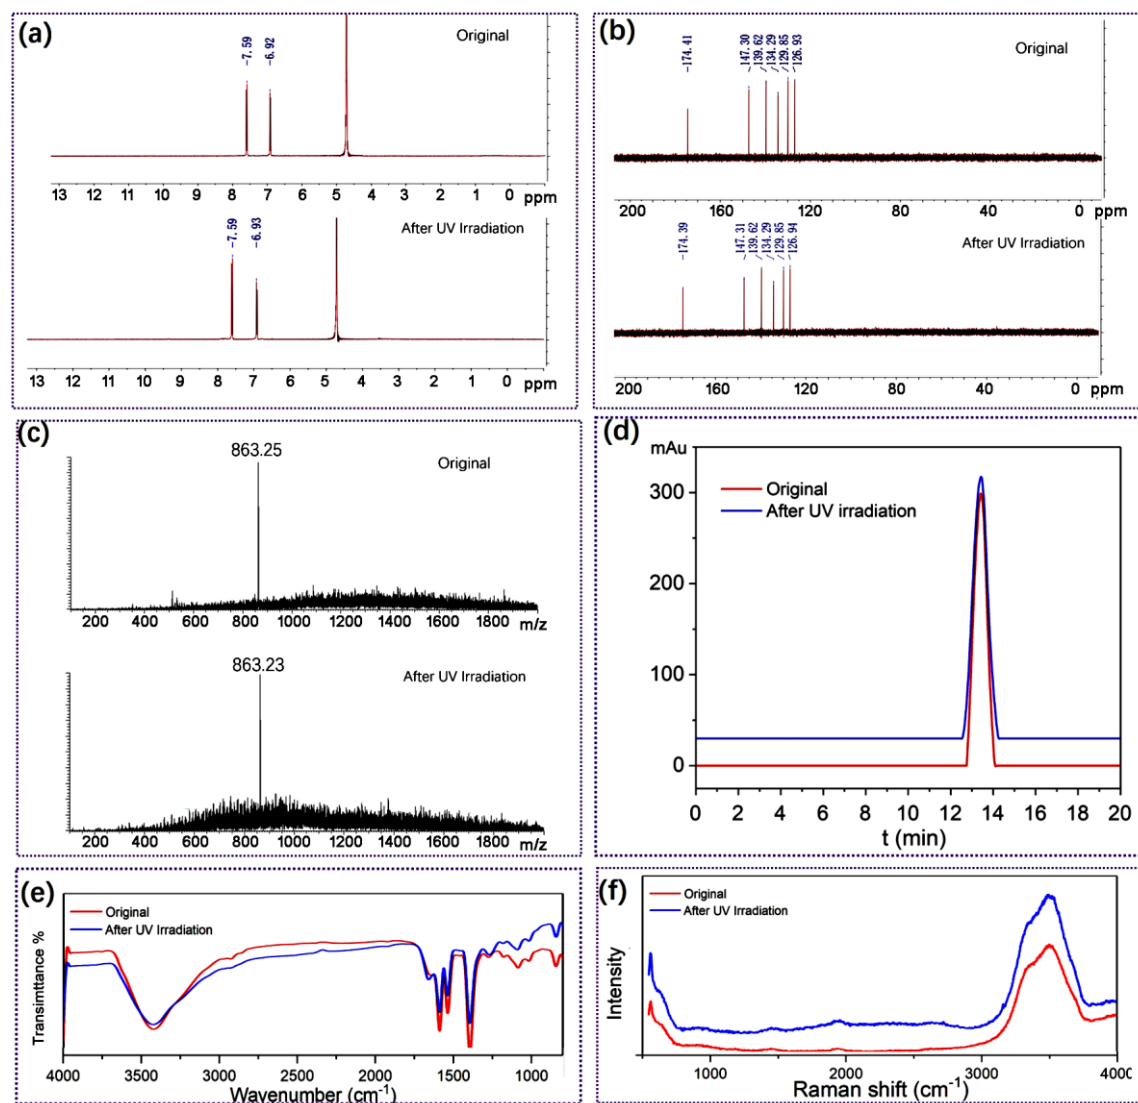 (a)
Original
-7.59
-6.92
13 12 11 10 9 8 7 6 5 4 3 2 1 0 ppm
After UV Irradiation
-7.59
-6.93
13 12 11 10 9 8 7 6 5 4 3 2 1 0 ppm
(b)
Original
-174.41
147.30
139.62
134.29
129.85
126.93
200 160 120 80 40 0 ppm
After UV Irradiation
-174.39
147.31
139.62
134.29
129.85
126.94
200 160 120 80 40 0 ppm
(c)
863.25
Original
200 400 600 800 1000 1200 1400 1600 1800 m/z
863.23
After UV Irradiation
200 400 600 800 1000 1200 1400 1600 1800 m/z
(d)
mAu
300
200
100
0
Original
After UV irradiation
0 2 4 6 8 10 12 14 16 18 20
t (min)
(e)
Original
After UV Irradiation
Transimttance %
4000 3500 3000 2500 2000 1500 1000
Wavenumber (cm-1)
(f)
Original
After UV Irradiation
Intensity
1000 2000 3000 400
Raman shift (cm-1)